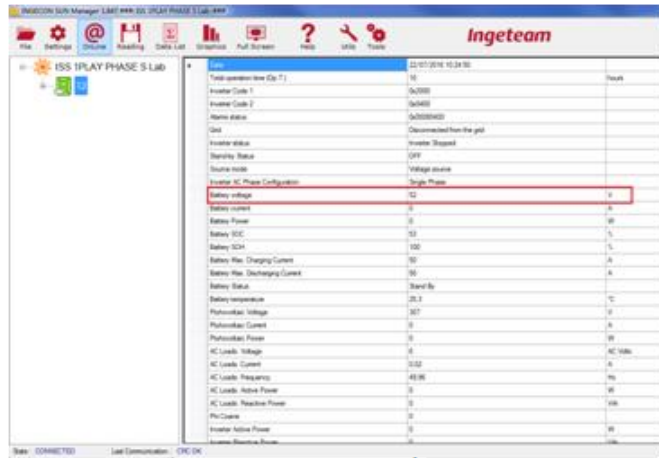 INGECON SUN Manager
File Settings OnLine Reading Data List Graphics Full Screen Help Utils Tools
Ingeteam
ISS 1PLAY PHASE S Lab
12
Date 22/07/2016 10:24:50
Total operation time (Op. T.) 10 hours
Inverter Code 1 0x2000
Inverter Code 2 0x0400
Alarms status
Grid Disconnected from the grid
Inverter status Inverter Stopped
Stand-by Status OFF
Source mode Voltage source
Inverter AC Phase Configuration Single Phase
Battery voltage 52 V
Battery current 0 A
Battery Power 0 W
Battery SOC 53 %
Battery SOH 100 %
Battery Max. Charging Current 50 A
Battery Max. Discharging Current 50 A
Battery Status Stand By
Battery temperature 25,3 °C
Photovoltaic Voltage 307 V
Photovoltaic Current 0 A
Photovoltaic Power 0 W
AC Loads. Voltage AC Volts
AC Loads. Current 0.02 A
AC Loads. Frequency 49,96 Hz
AC Loads. Active Power 0 W
AC Loads. Reactive Power 0 VAr
Phi Cosine 0
Inverter Active Power 0 W
Inverter Reactive Power
State: CONNECTED Last Communication: CRC OK